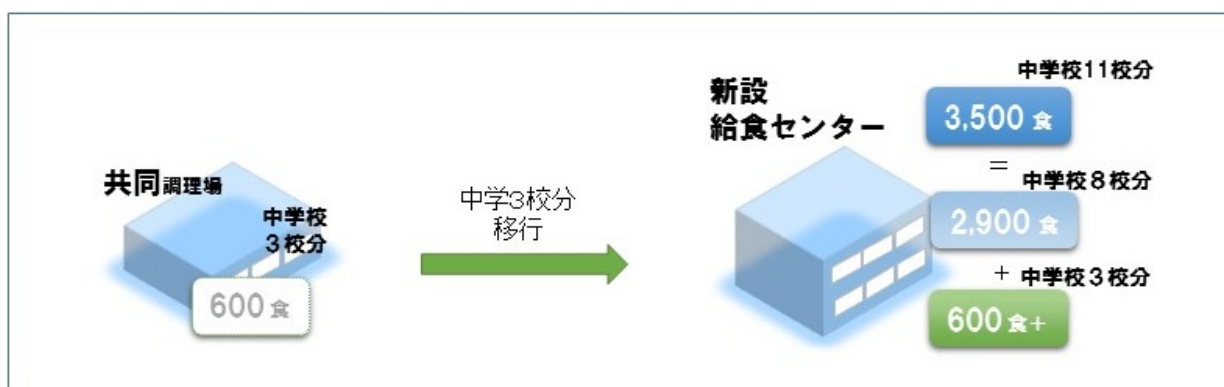 共同調理場
中学校
3校分
600食
中学3校分
移行
新設
給食センター
中学校11校分
3,500食
=
中学校8校分
2,900食
+ 中学校3校分
600食+